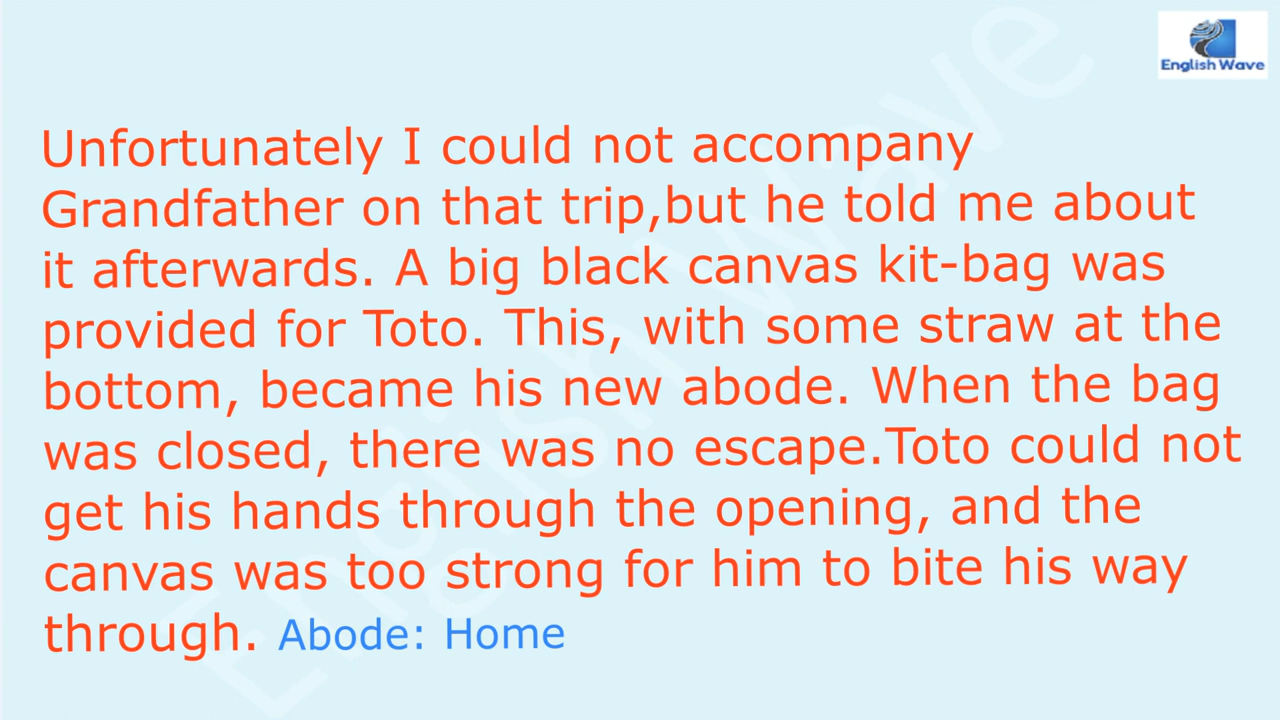 English Wave
Unfortunately I could not accompany
Grandfather on that trip,but he told me about
it afterwards. A big black canvas kit-bag was
provided for Toto. This, with some straw at the
bottom, became his new abode. When the bag
was closed, there was no escape.Toto could not
get his hands through the opening, and the
canvas was too strong for him to bite his way
through. Abode: Home
English Wave